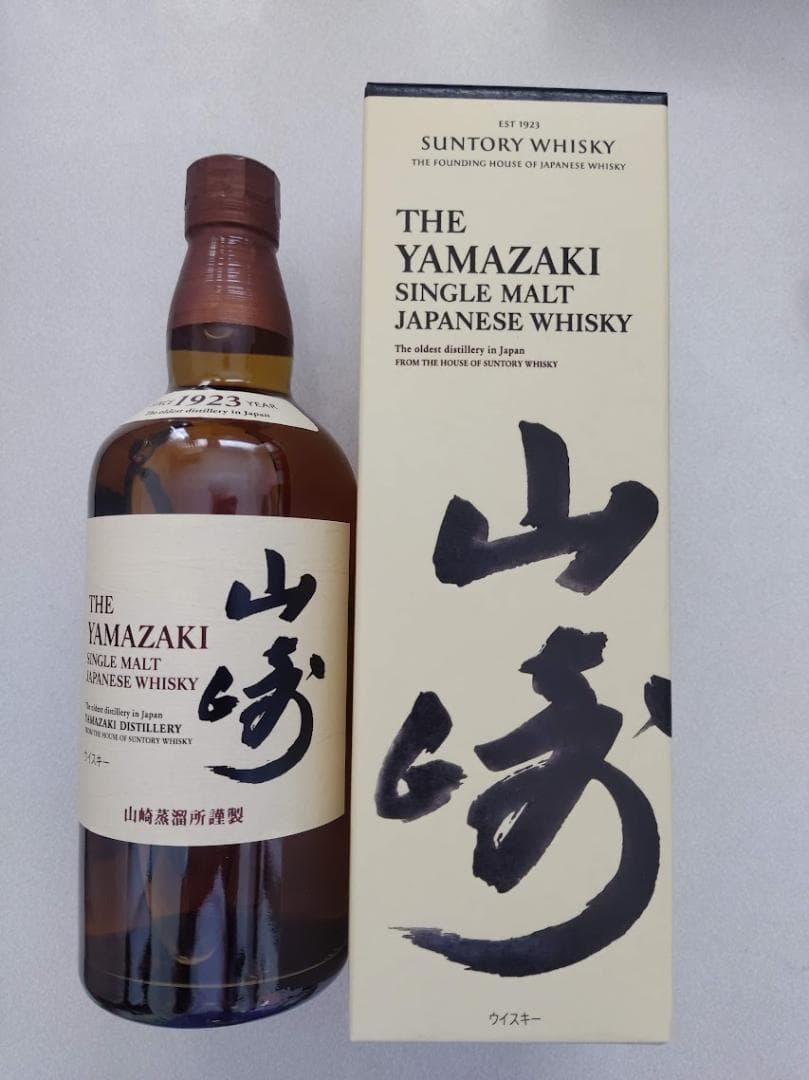 SINCE 1923 YEAR
The oldest distillery in Japan
THE
YAMAZAKI
SINGLE MALT
JAPANESE WHISKY
The oldest distillery in Japan
YAMAZAKI DISTILLERY
FROM THE HOUSE OF SUNTORY WHISKY
ウイスキー
山崎
山崎蒸溜所謹製
EST 1923
SUNTORY WHISKY
THE FOUNDING HOUSE OF JAPANESE WHISKY
THE
YAMAZAKI
SINGLE MALT
JAPANESE WHISKY
The oldest distillery in Japan
FROM THE HOUSE OF SUNTORY WHISKY
山崎
ウイスキー